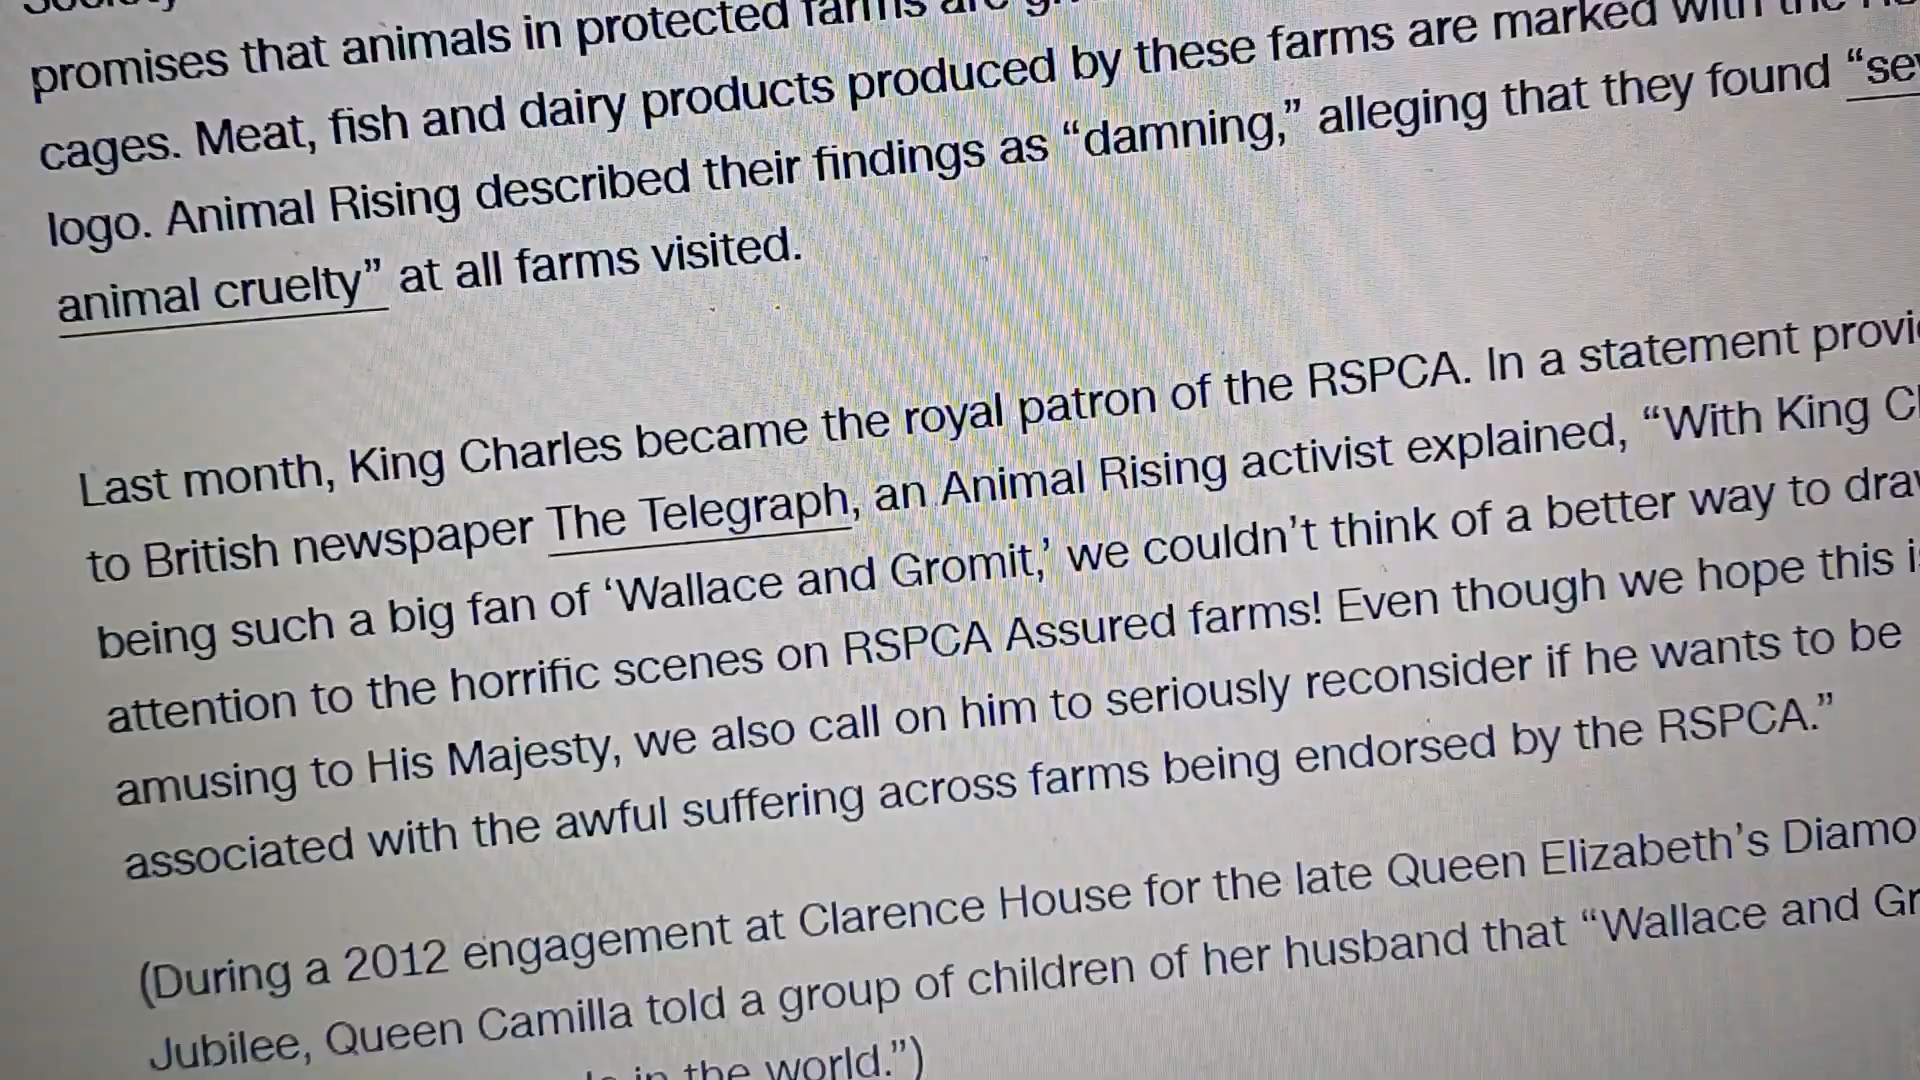 promises that animals in protected farms are
cages. Meat, fish and dairy products produced by these farms are marked with the
logo. Animal Rising described their findings as “damning,” alleging that they found
animal cruelty” at all farms visited.
Last month, King Charles became the royal patron of the RSPCA. In a statement
to British newspaper The Telegraph, an Animal Rising activist explained, “With King
being such a big fan of ‘Wallace and Gromit,’ we couldn’t think of a better way to
attention to the horrific scenes on RSPCA Assured farms! Even though we hope this
amusing to His Majesty, we also call on him to seriously reconsider if he wants to be
associated with the awful suffering across farms being endorsed by the RSPCA.”
(During a 2012 engagement at Clarence House for the late Queen Elizabeth’s
Jubilee, Queen Camilla told a group of children of her husband that “Wallace and
in the world.”)